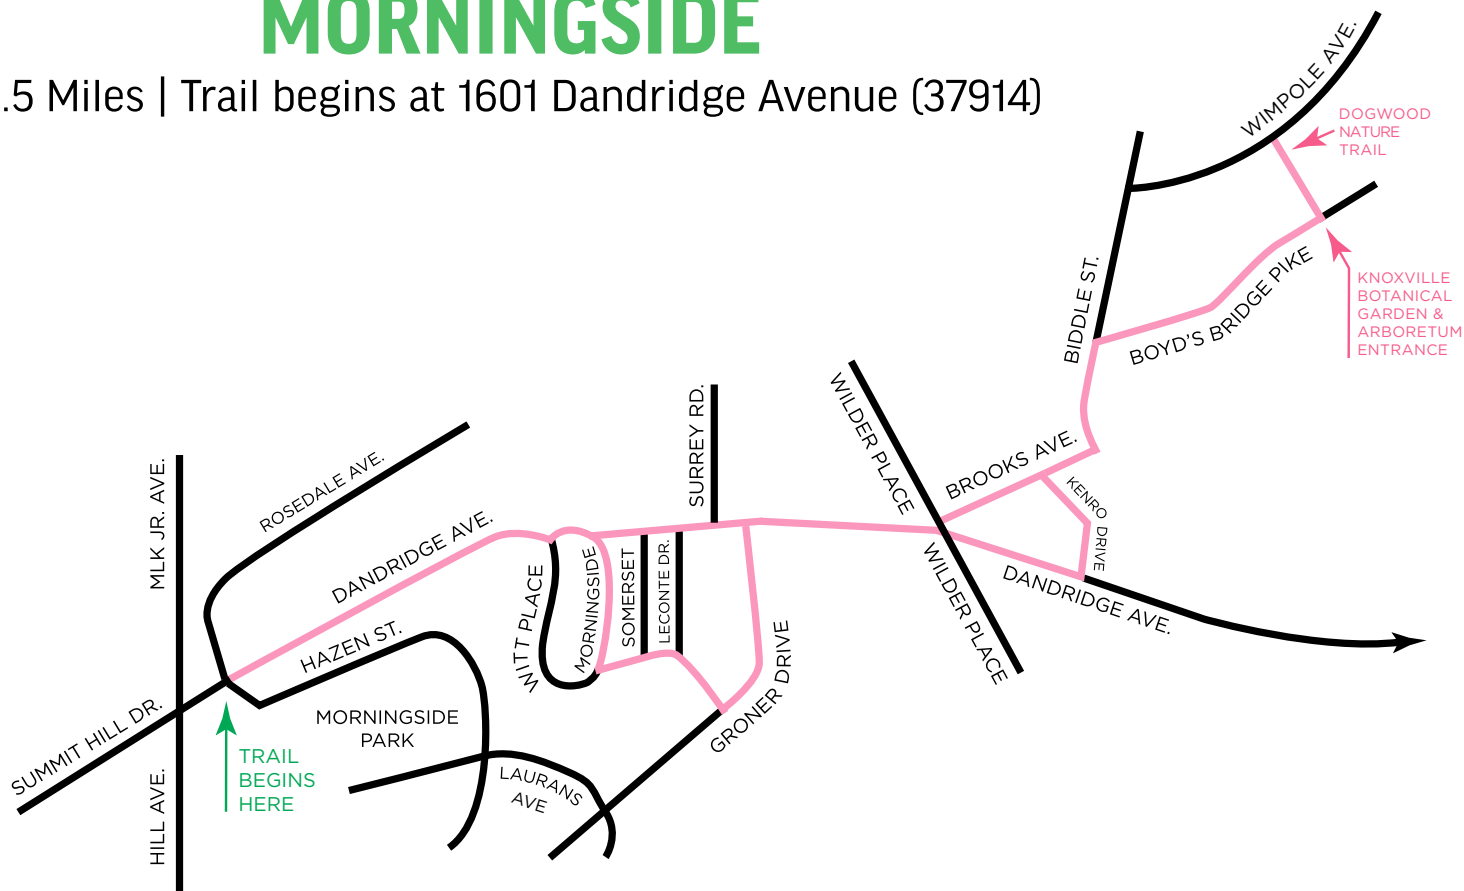 MORNINGSIDE
.5 Miles | Trail begins at 1601 Dandridge Avenue (37914)
WIMPOLE AVE.
DOGWOOD
NATURE
TRAIL
BIDDLE ST.
BOYD'S BRIDGE PIKE
KNOXVILLE
BOTANICAL
GARDEN &
ARBORETUM
ENTRANCE
SURREY RD.
WILDER PLACE
BROOKS AVE.
KENRO DRIVE
MLK JR. AVE.
ROSEDALE AVE.
DANDRIDGE AVE.
WITT PLACE
MORNINGSIDE
SOMERSET
LECONTE DR.
WILDER PLACE
DANDRIDGE AVE.
HAZEN ST.
GRONER DRIVE
SUMMIT HILL DR.
MORNINGSIDE
PARK
TRAIL
BEGINS
HERE
LAURANS
AVE
HILL AVE.